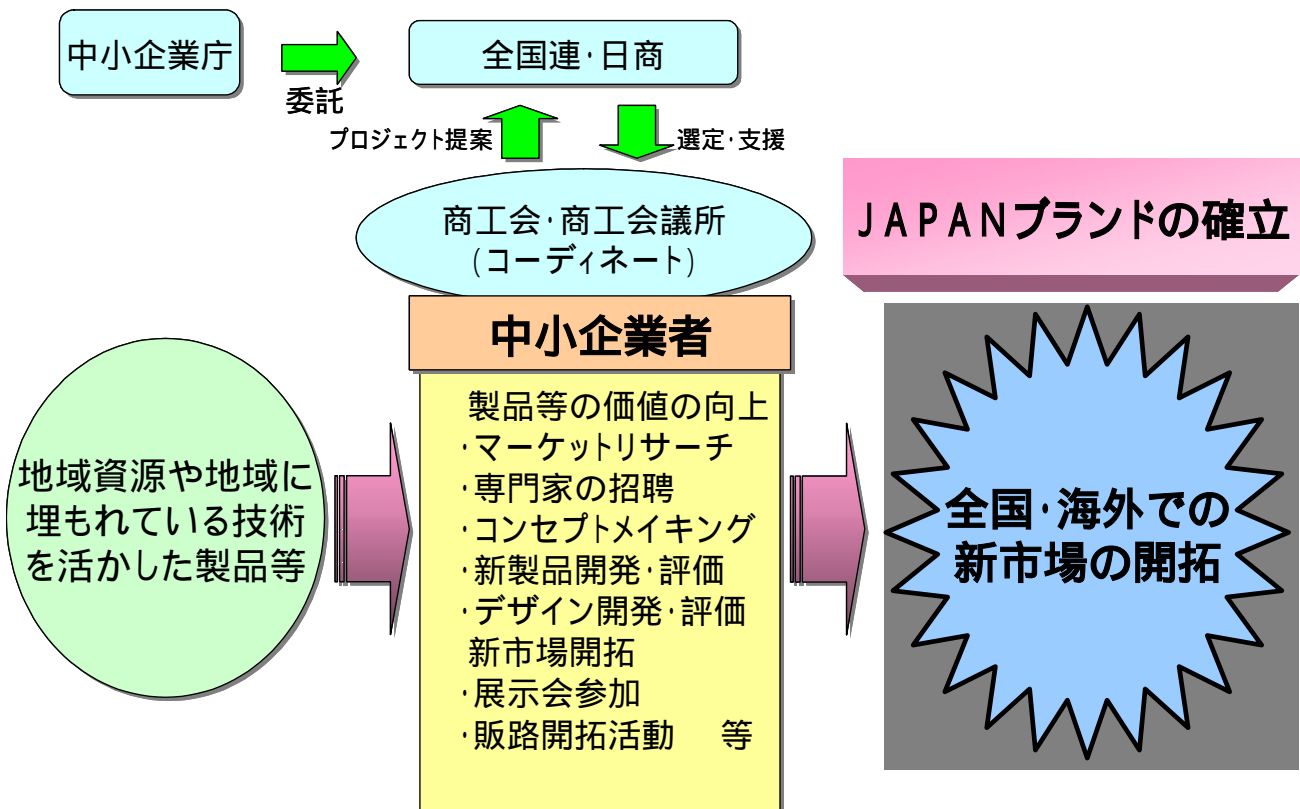 中小企業庁
委託
全国連・日商
プロジェクト提案
選定・支援
商工会・商工会議所
(コーディネート)
JAPANブランドの確立
中小企業者
地域資源や地域に
埋もれている技術
を活かした製品等
製品等の価値の向上
・マーケットリサーチ
・専門家の招聘
・コンセプトメイキング
・新製品開発・評価
・デザイン開発・評価
新市場開拓
・展示会参加
・販路開拓活動　等
全国・海外での
新市場の開拓